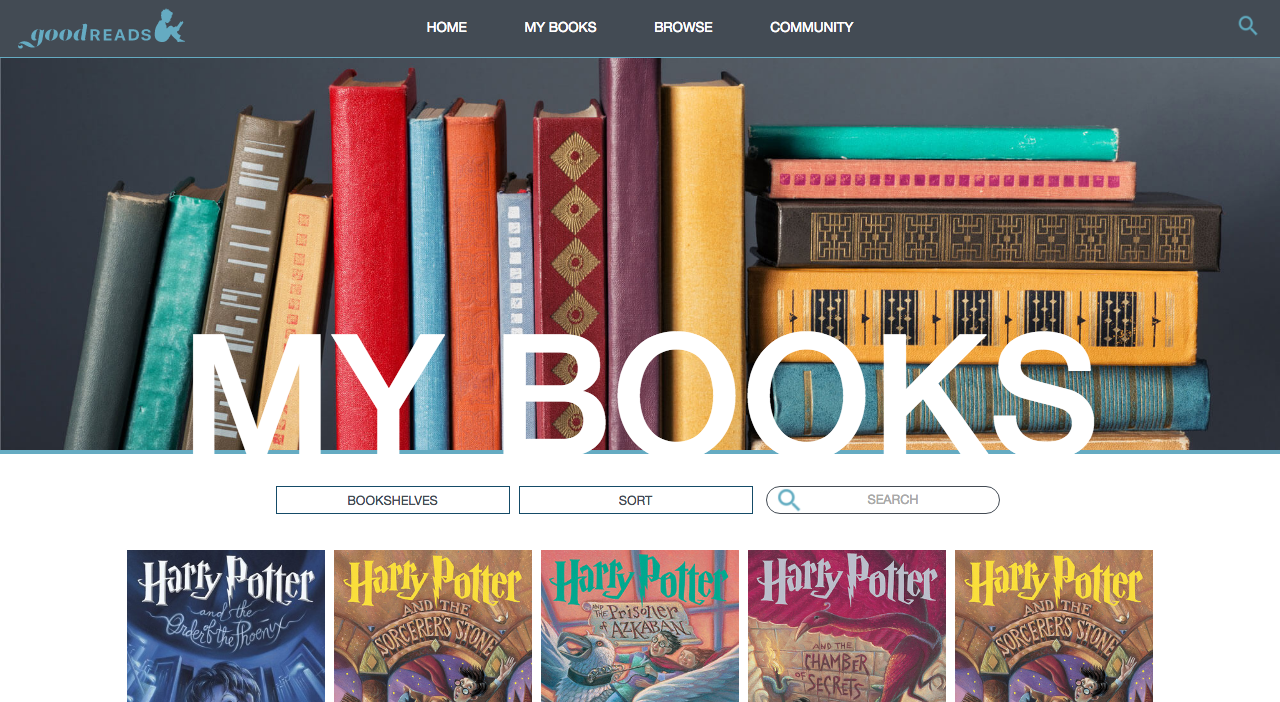 goodREADS
HOME MY BOOKS BROWSE COMMUNITY
MY BOOKS
BOOKSHELVES SORT SEARCH
Harry Potter
and the
Order of the Phoenix
Harry Potter
AND THE
SORCERER'S STONE
Harry Potter
AND THE Prisoner
of AZKABAN
Harry Potter
AND THE
CHAMBER
OF SECRETS
Harry Potter
AND THE
SORCERER'S STONE